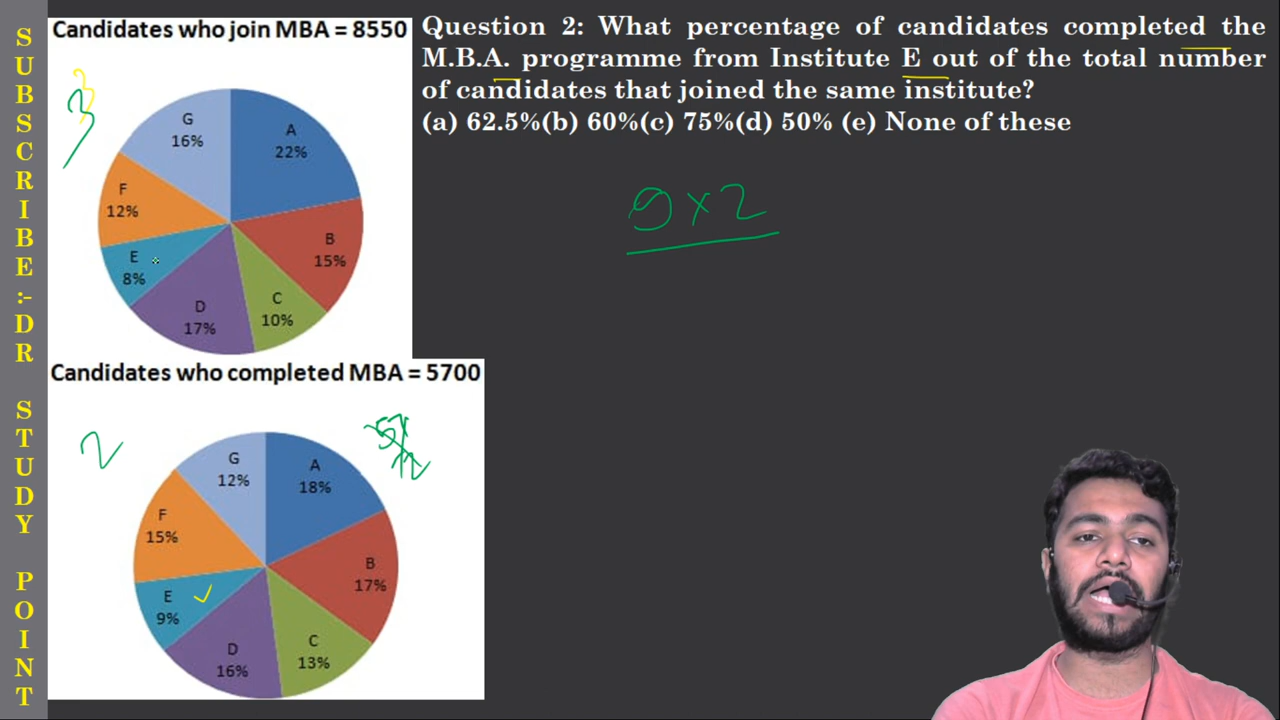 SUBSCRIBE:-DR STUDY POINT
Candidates who join MBA = 8550
3
3
G
16%
A
22%
F
12%
B
15%
E
8%
D
17%
C
10%
Question 2: What percentage of candidates completed the
M.B.A. programme from Institute E out of the total number
of candidates that joined the same institute?
(a) 62.5%(b) 60%(c) 75%(d) 50% (e) None of these
9 x 2
Candidates who completed MBA = 5700
2
G
12%
A
18%
F
15%
B
17%
E
9%
D
16%
C
13%